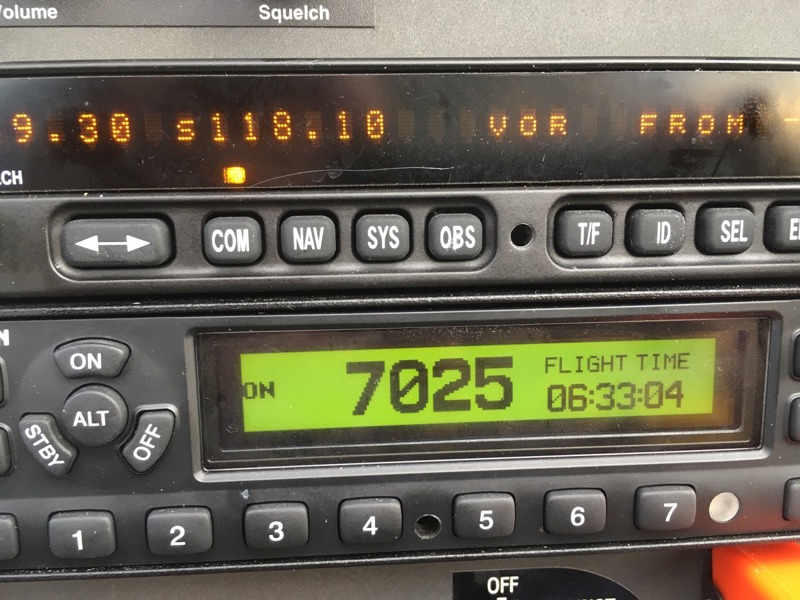 Volume Squelch
9.30 s118.10 VOR FROM -
LCH
COM NAV SYS OBS T/F ID SEL
N
ON
ALT
STBY OFF
ON 7025 FLIGHT TIME
06:33:04
1 2 3 4 5 6 7
OFF